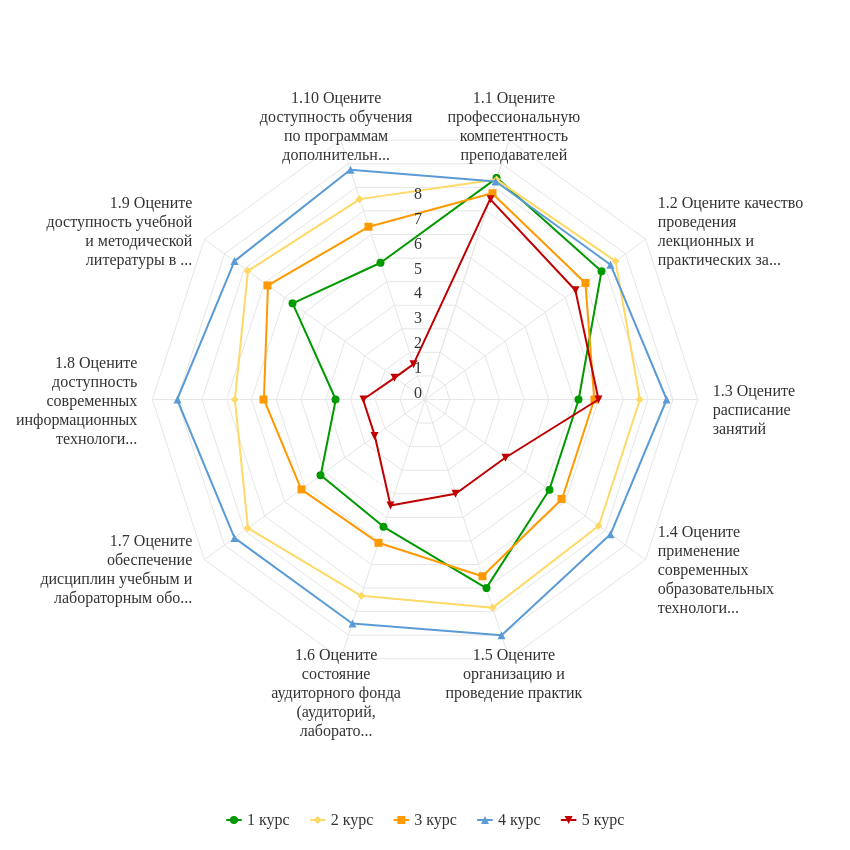 1.10 Оцените
доступность обучения
по программам
дополнительн...
1.1 Оцените
профессиональную
компетентность
преподавателей
1.9 Оцените
доступность учебной
и методической
литературы в ...
1.2 Оцените качество
проведения
лекционных и
практических за...
8
7
6
5
4
3
2
1
0
1.8 Оцените
доступность
современных
информационных
технологи...
1.3 Оцените
расписание
занятий
1.7 Оцените
обеспечение
дисциплин учебным и
лабораторным обо...
1.4 Оцените
применение
современных
образовательных
технологи...
1.6 Оцените
состояние
аудиторного фонда
(аудиторий,
лаборато...
1.5 Оцените
организацию и
проведение практик
1 курс 2 курс 3 курс 4 курс 5 курс